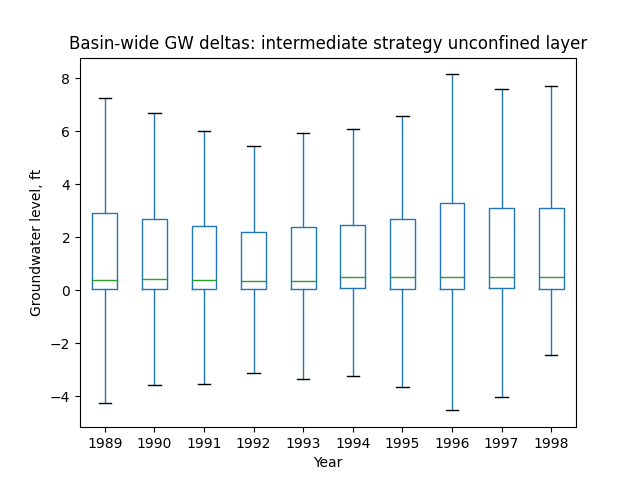 Basin-wide GW deltas: intermediate strategy unconfined layer
8
6
4
2
0
−2
−4
Groundwater level, ft
1989 1990 1991 1992 1993 1994 1995 1996 1997 1998
Year